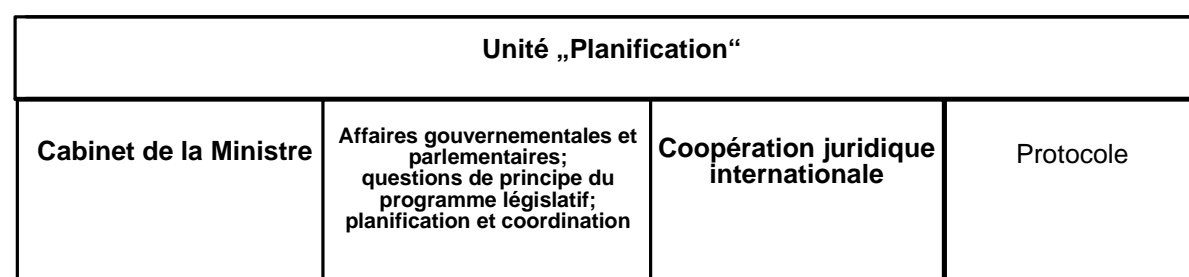 Unité „Planification“
Cabinet de la Ministre
Affaires gouvernementales et
parlementaires;
questions de principe du
programme législatif;
planification et coordination
Coopération juridique
internationale
Protocole